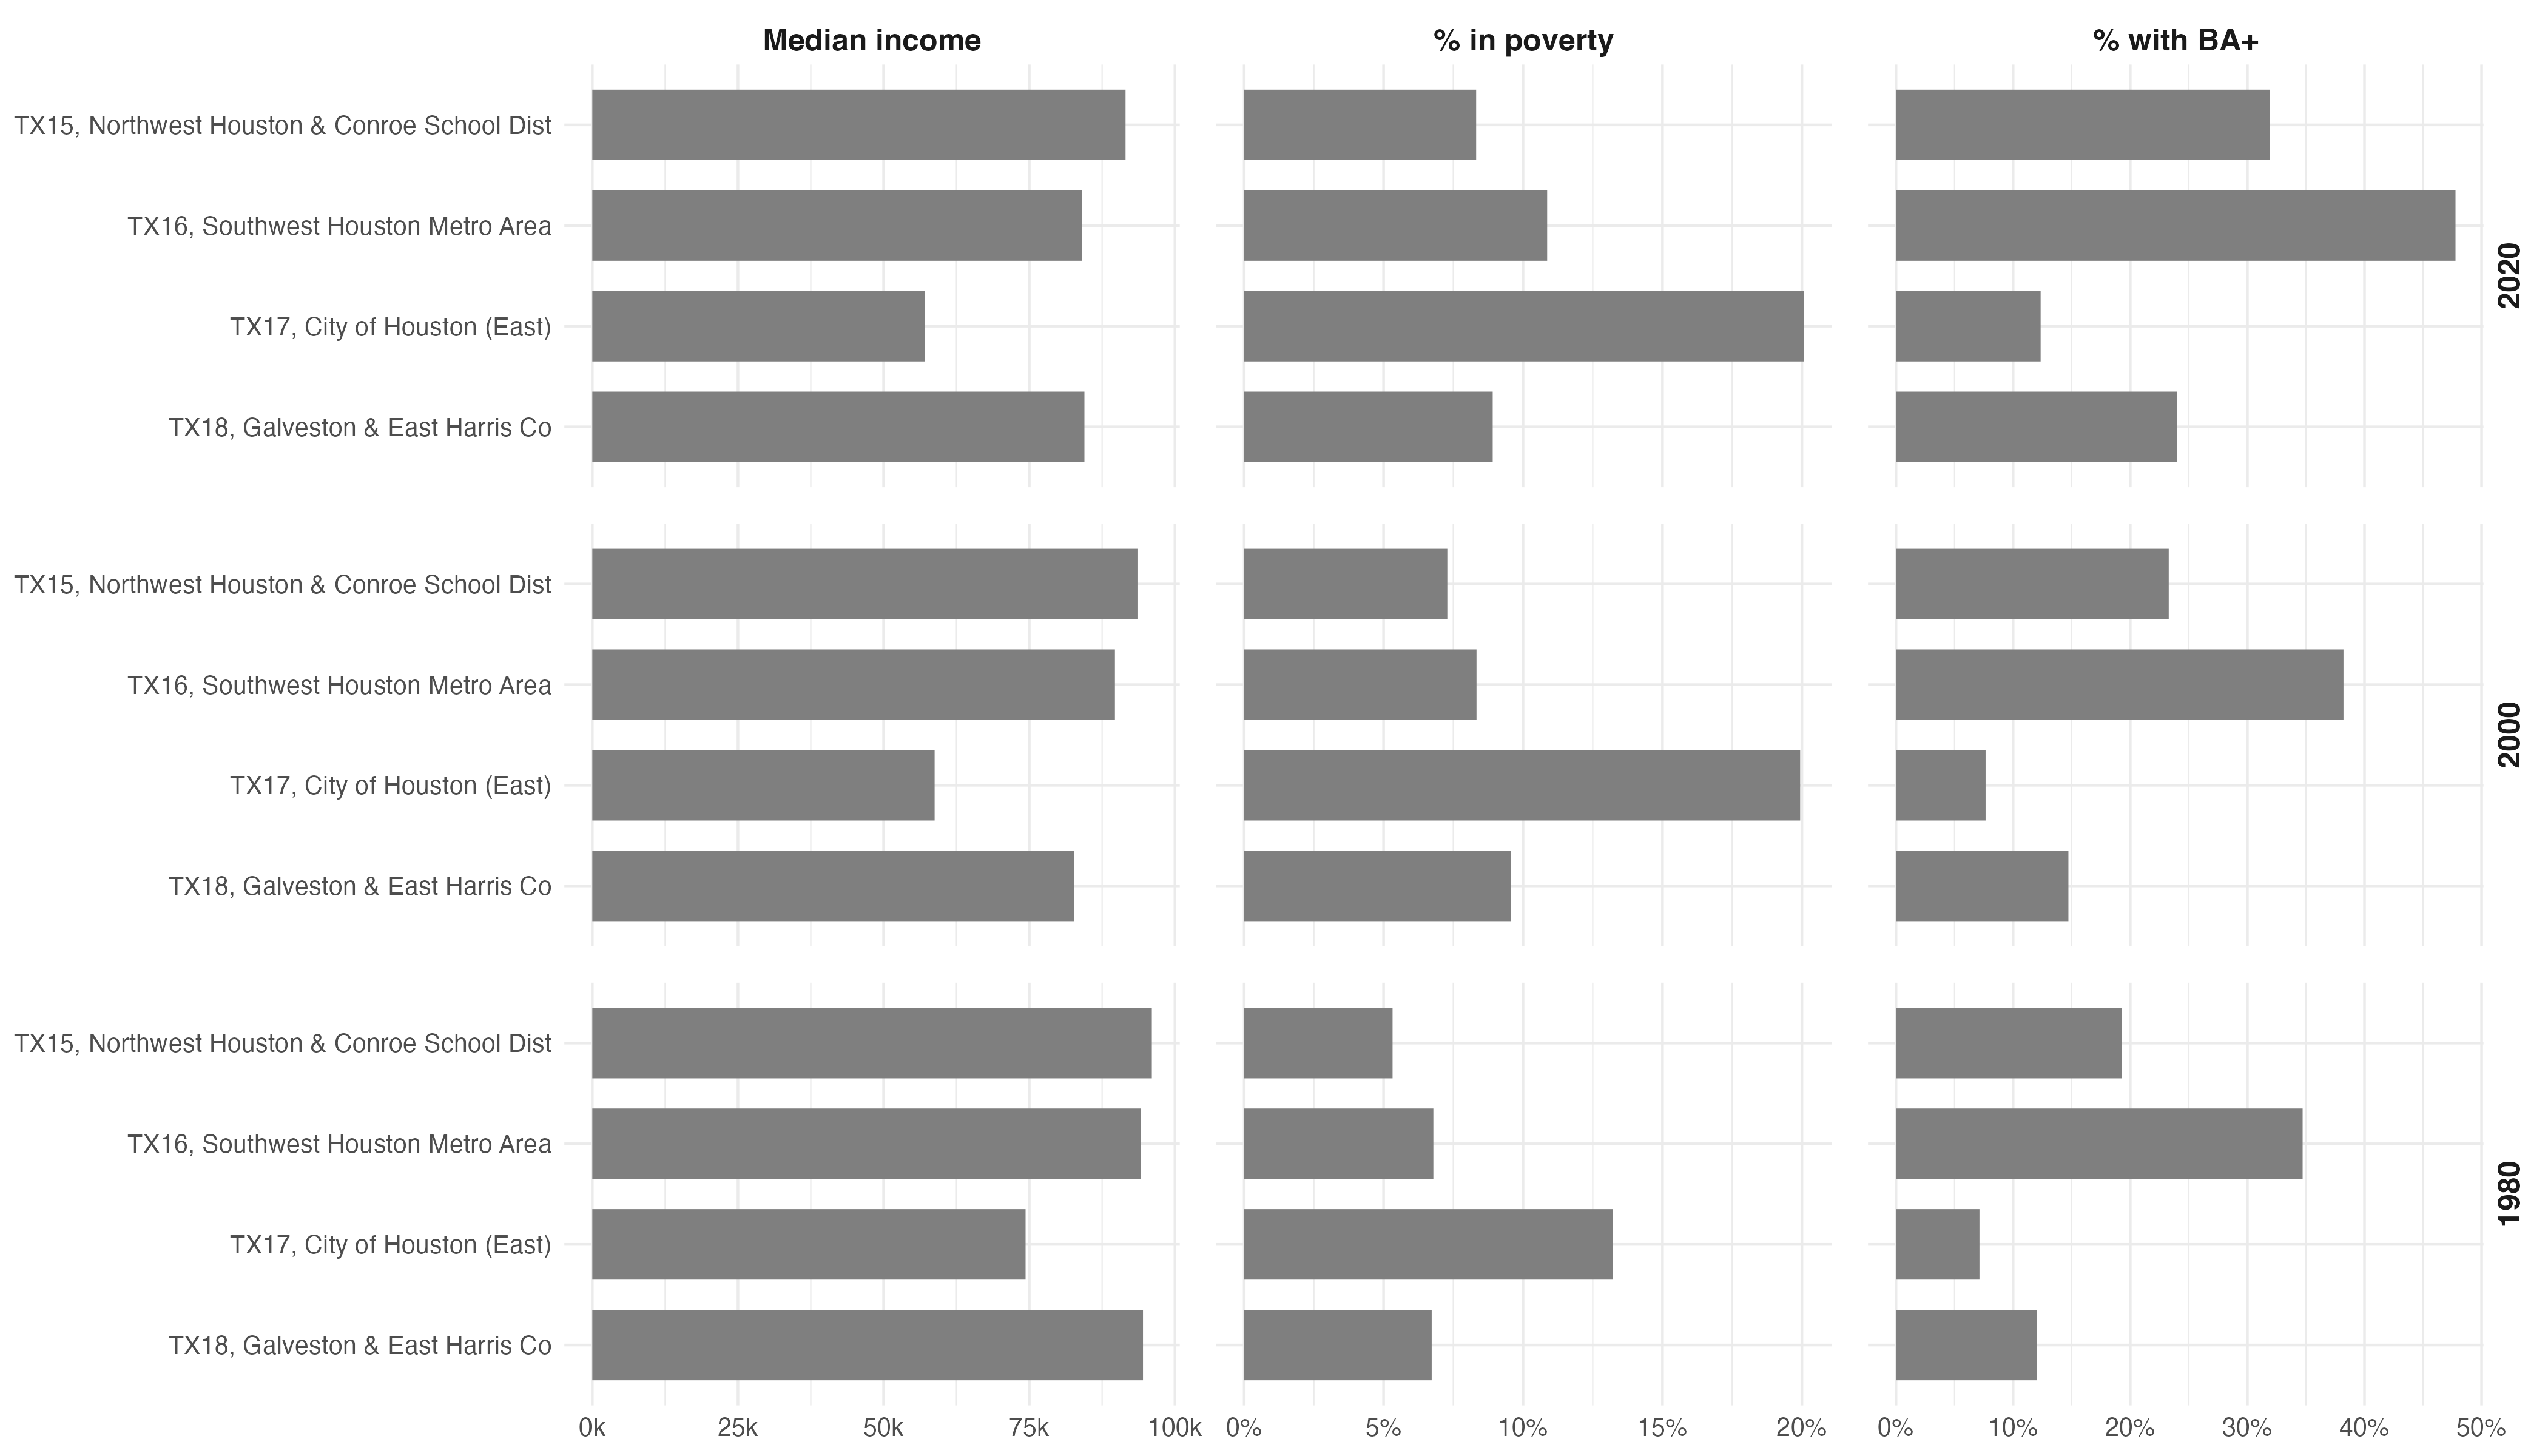 Median income
% in poverty
% with BA+
TX15, Northwest Houston & Conroe School Dist
TX16, Southwest Houston Metro Area
TX17, City of Houston (East)
TX18, Galveston & East Harris Co
2020
TX15, Northwest Houston & Conroe School Dist
TX16, Southwest Houston Metro Area
TX17, City of Houston (East)
TX18, Galveston & East Harris Co
2000
TX15, Northwest Houston & Conroe School Dist
TX16, Southwest Houston Metro Area
TX17, City of Houston (East)
TX18, Galveston & East Harris Co
1980
0k 25k 50k 75k 100k
0% 5% 10% 15% 20%
0% 10% 20% 30% 40% 50%